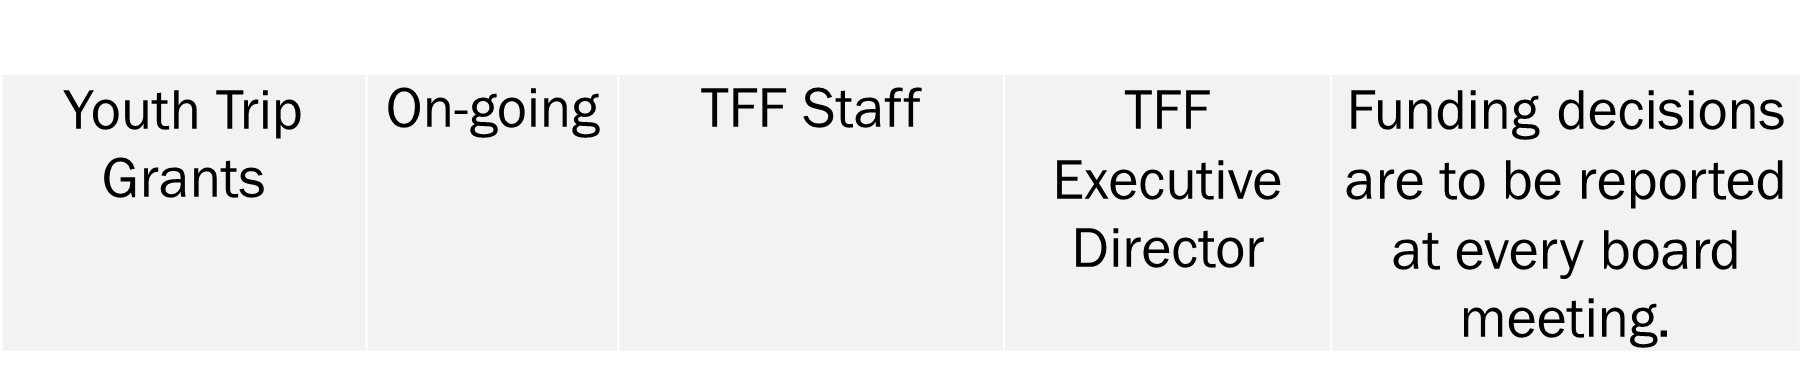 Youth Trip
Grants
On-going
TFF Staff
TFF
Executive
Director
Funding decisions
are to be reported
at every board
meeting.